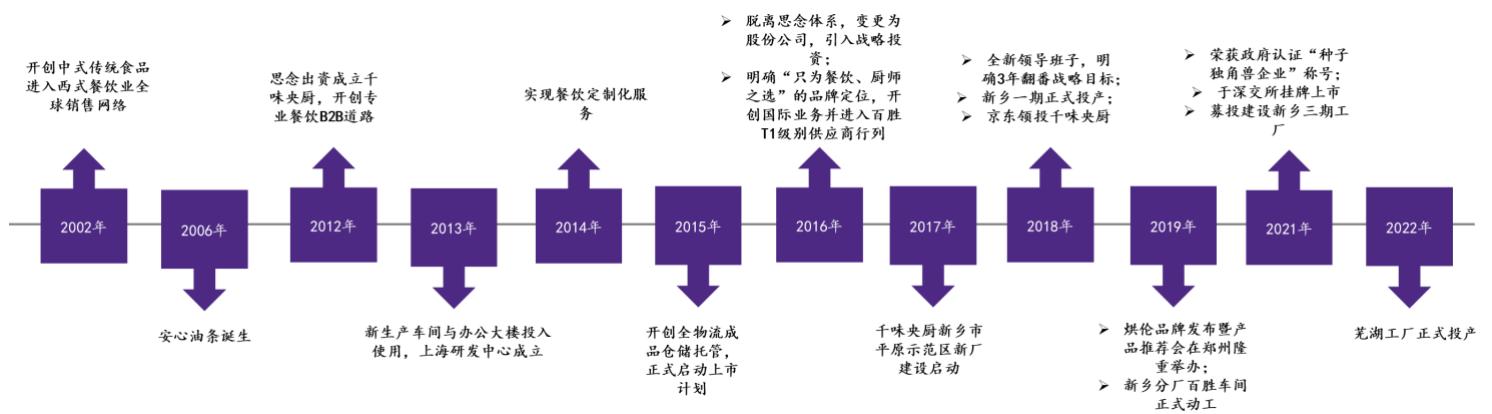 开创中式传统食品
进入西式餐饮业全
球销售网络
2002年
2006年
安心油条诞生
思念出资成立千
味央厨，开创专
业餐饮B2B道路
2012年
2013年
新生产车间与办公大楼投入
使用，上海研发中心成立
实现餐饮定制化服
务
2014年
2015年
开创全物流成
品仓储托管，
正式启动上市
计划
➢ 脱离思念体系，变更为
股份公司，引入战略投
资；
➢ 明确“只为餐饮、厨师
之选”的品牌定位，开
创国际业务并进入百胜
T1级别供应商行列
2016年
2017年
千味央厨新乡市
平原示范区新厂
建设启动
➢ 全新领导班子，明
确3年翻番战略目标；
➢ 新乡一期正式投产；
➢ 京东领投千味央厨
2018年
2019年
➢ 烘伦品牌发布暨产
品推荐会在郑州隆
重举办；
➢ 新乡分厂百胜车间
正式动工
➢ 荣获政府认证“种子
独角兽企业”称号；
➢ 于深交所挂牌上市
➢ 募投建设新乡三期工
厂
2021年
2022年
芜湖工厂正式投产